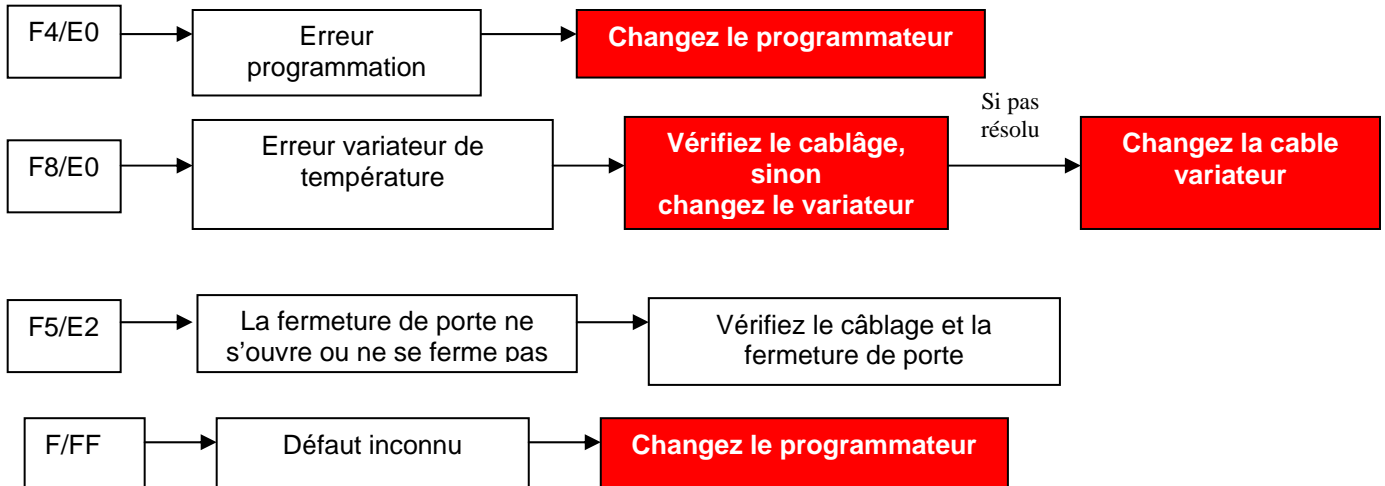 F4/E0
Erreur
programmation
Changez le programmateur
F8/E0
Erreur variateur de
température
Vérifiez le cablâge,
sinon
changez le variateur
Si pas
résolu
Changez la cable
variateur
F5/E2
La fermeture de porte ne
s'ouvre ou ne se ferme pas
Vérifiez le câblage et la
fermeture de porte
F/FF
Défaut inconnu
Changez le programmateur